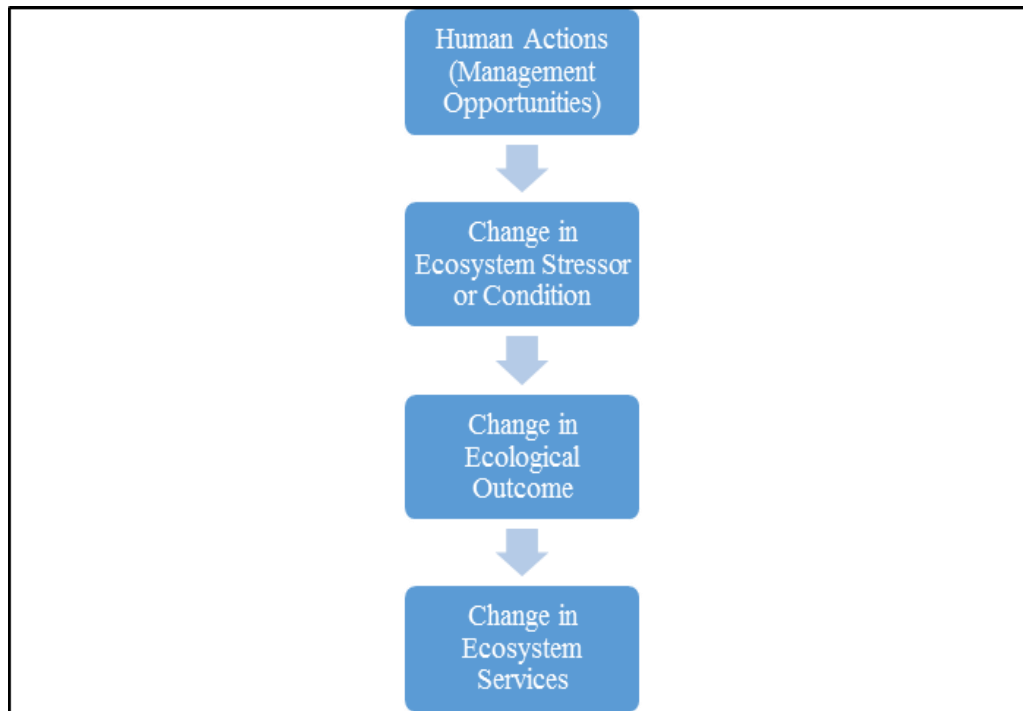 Human Actions
(Management
Opportunities)
Change in
Ecosystem Stressor
or Condition
Change in
Ecological
Outcome
Change in
Ecosystem
Services